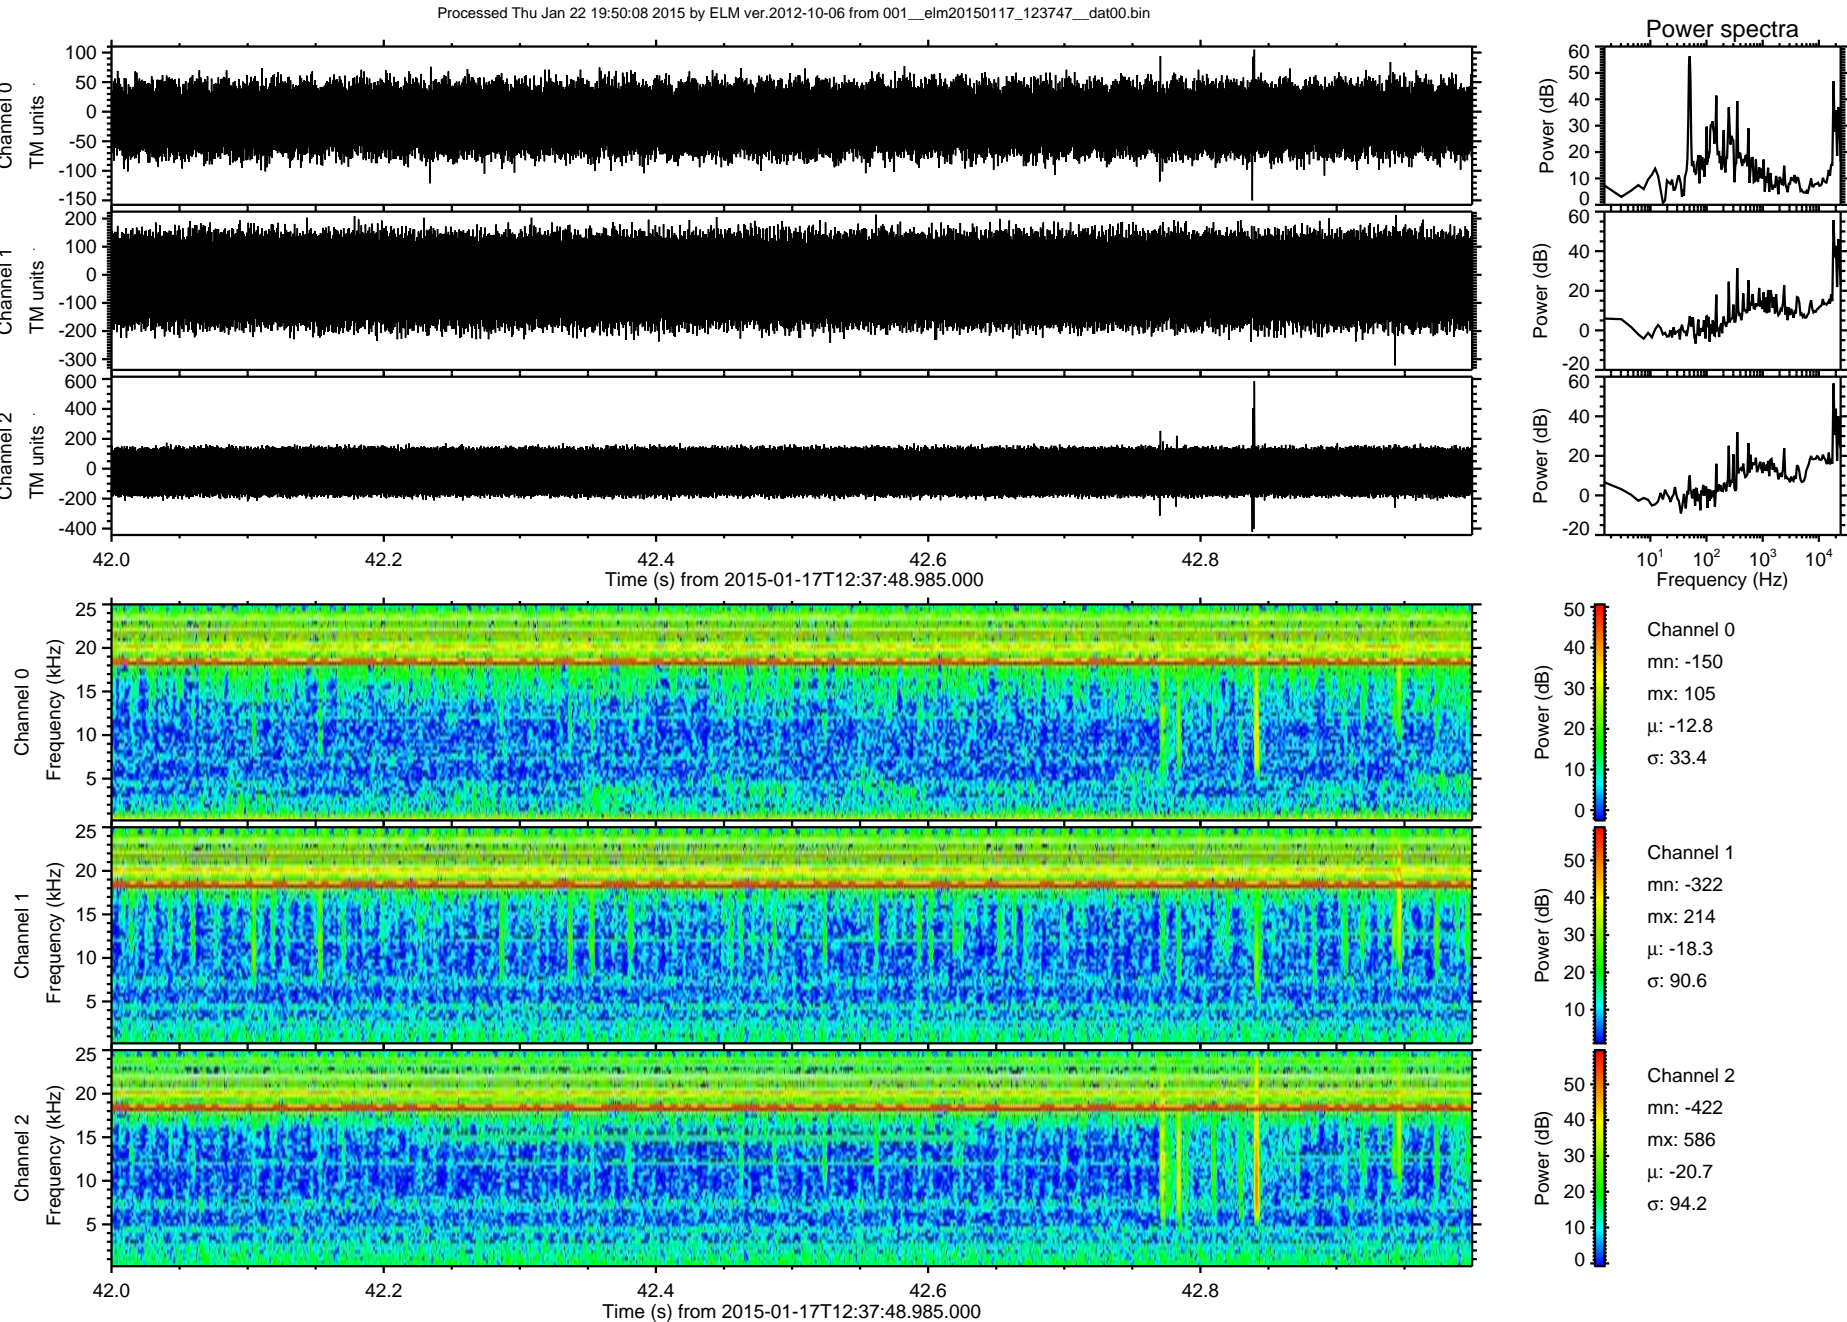 Processed Thu Jan 22 19:50:08 2015 by ELM ver.2012-10-06 from 001__elm20150117_123747__dat00.bin
Power spectra
Channel 0
TM units
100
50
0
-50
-100
-150
Power (dB)
60
50
40
30
20
10
0
Channel 1
TM units
200
100
0
-100
-200
-300
Power (dB)
60
40
20
0
-20
Channel 2
TM units
600
400
200
0
-200
-400
Power (dB)
60
40
20
0
-20
42.0 42.2 42.4 42.6 42.8
Time (s) from 2015-01-17T12:37:48.985.000
10¹ 10² 10³ 10⁴
Frequency (Hz)
Channel 0
Frequency (kHz)
25
20
15
10
5
Power (dB)
50
40
30
20
10
0
Channel 0
mn: -150
mx: 105
μ: -12.8
σ: 33.4
Channel 1
Frequency (kHz)
25
20
15
10
5
Power (dB)
50
40
30
20
10
Channel 1
mn: -322
mx: 214
μ: -18.3
σ: 90.6
Channel 2
Frequency (kHz)
25
20
15
10
5
Power (dB)
50
40
30
20
10
0
Channel 2
mn: -422
mx: 586
μ: -20.7
σ: 94.2
42.0 42.2 42.4 42.6 42.8
Time (s) from 2015-01-17T12:37:48.985.000